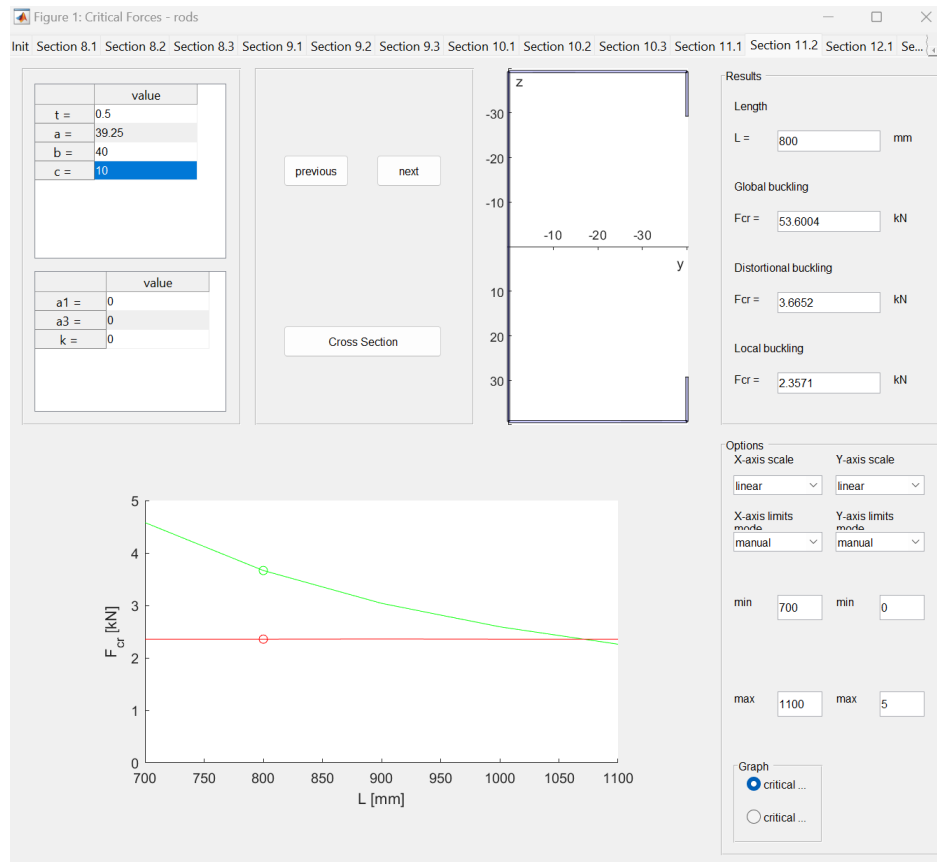 Figure 1: Critical Forces - rods
Init Section 8.1 Section 8.2 Section 8.3 Section 9.1 Section 9.2 Section 9.3 Section 10.1 Section 10.2 Section 10.3 Section 11.1 Section 11.2 Section 12.1 Se...
value
t = 0.5
a = 39.25
b = 40
c = 10
value
a1 = 0
a3 = 0
k = 0
previous next
Cross Section
z
-30
-20
-10
-10 -20 -30
y
10
20
30
Results
Length
L = 800 mm
Global buckling
Fcr = 53.6004 kN
Distortional buckling
Fcr = 3.6652 kN
Local buckling
Fcr = 2.3571 kN
5
4
3
2
1
0
F cr [kN]
700 750 800 850 900 950 1000 1050 1100
L [mm]
Options
X-axis scale Y-axis scale
linear linear
X-axis limits mode Y-axis limits mode
manual manual
min 700 min 0
max 1100 max 5
Graph
critical ...
critical ...